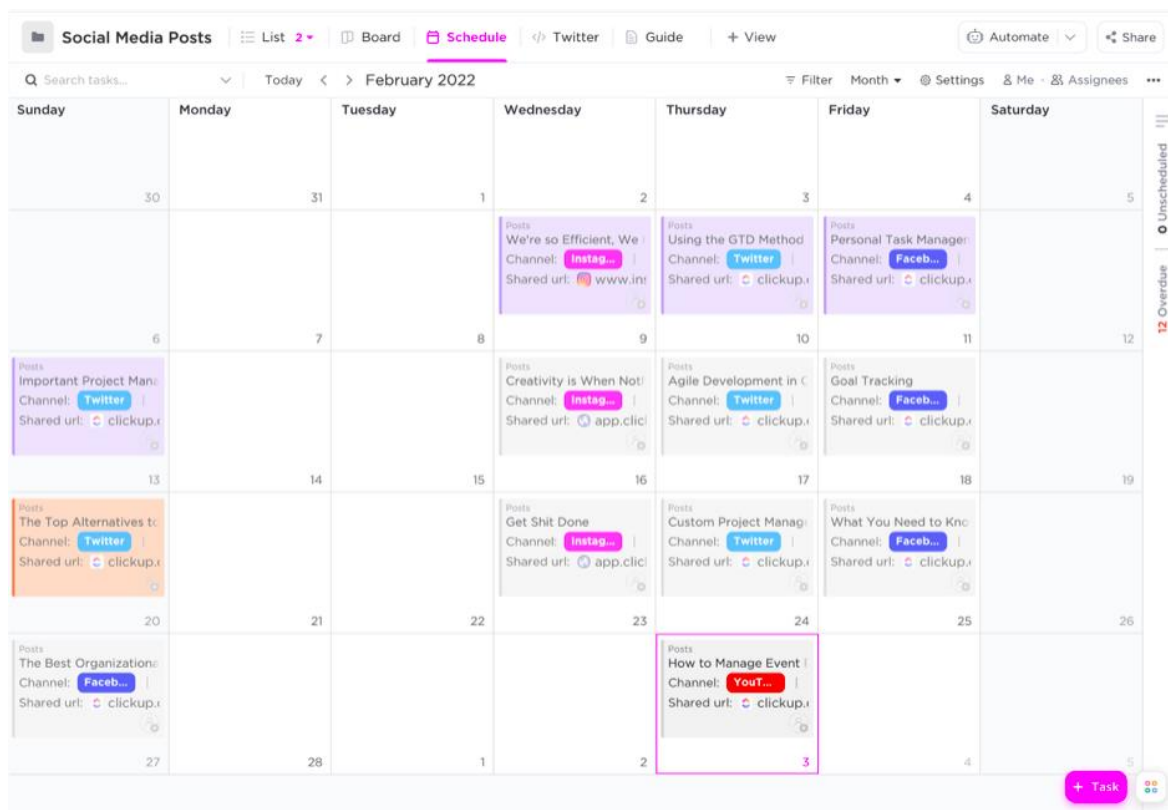 Social Media Posts
List 2
Board
Schedule
</> Twitter
Guide
+ View
Automate
Share
Search tasks...
Today < > February 2022
Filter
Month
Settings
Me · Assignees
Sunday Monday Tuesday Wednesday Thursday Friday Saturday
30 31 1 2 3 4 5
Posts
We're so Efficient, We
Channel: Instag...
Shared url: www.in
Posts
Using the GTD Method
Channel: Twitter
Shared url: clickup.
Posts
Personal Task Manager
Channel: Faceb...
Shared url: clickup.
6 7 8 9 10 11 12
Posts
Important Project Mana
Channel: Twitter
Shared url: clickup.
Posts
Creativity is When Not
Channel: Instag...
Shared url: app.clic
Posts
Agile Development in
Channel: Twitter
Shared url: clickup.
Posts
Goal Tracking
Channel: Faceb...
Shared url: clickup.
13 14 15 16 17 18 19
Posts
The Top Alternatives to
Channel: Twitter
Shared url: clickup.
Posts
Get Shit Done
Channel: Instag...
Shared url: app.clic
Posts
Custom Project Manag
Channel: Twitter
Shared url: clickup.
Posts
What You Need to Kno
Channel: Faceb...
Shared url: clickup.
20 21 22 23 24 25 26
Posts
The Best Organizationa
Channel: Faceb...
Shared url: clickup.
Posts
How to Manage Event
Channel: YouT...
Shared url: clickup.
27 28 1 2 3 4 5
0 Unscheduled
12 Overdue
+ Task